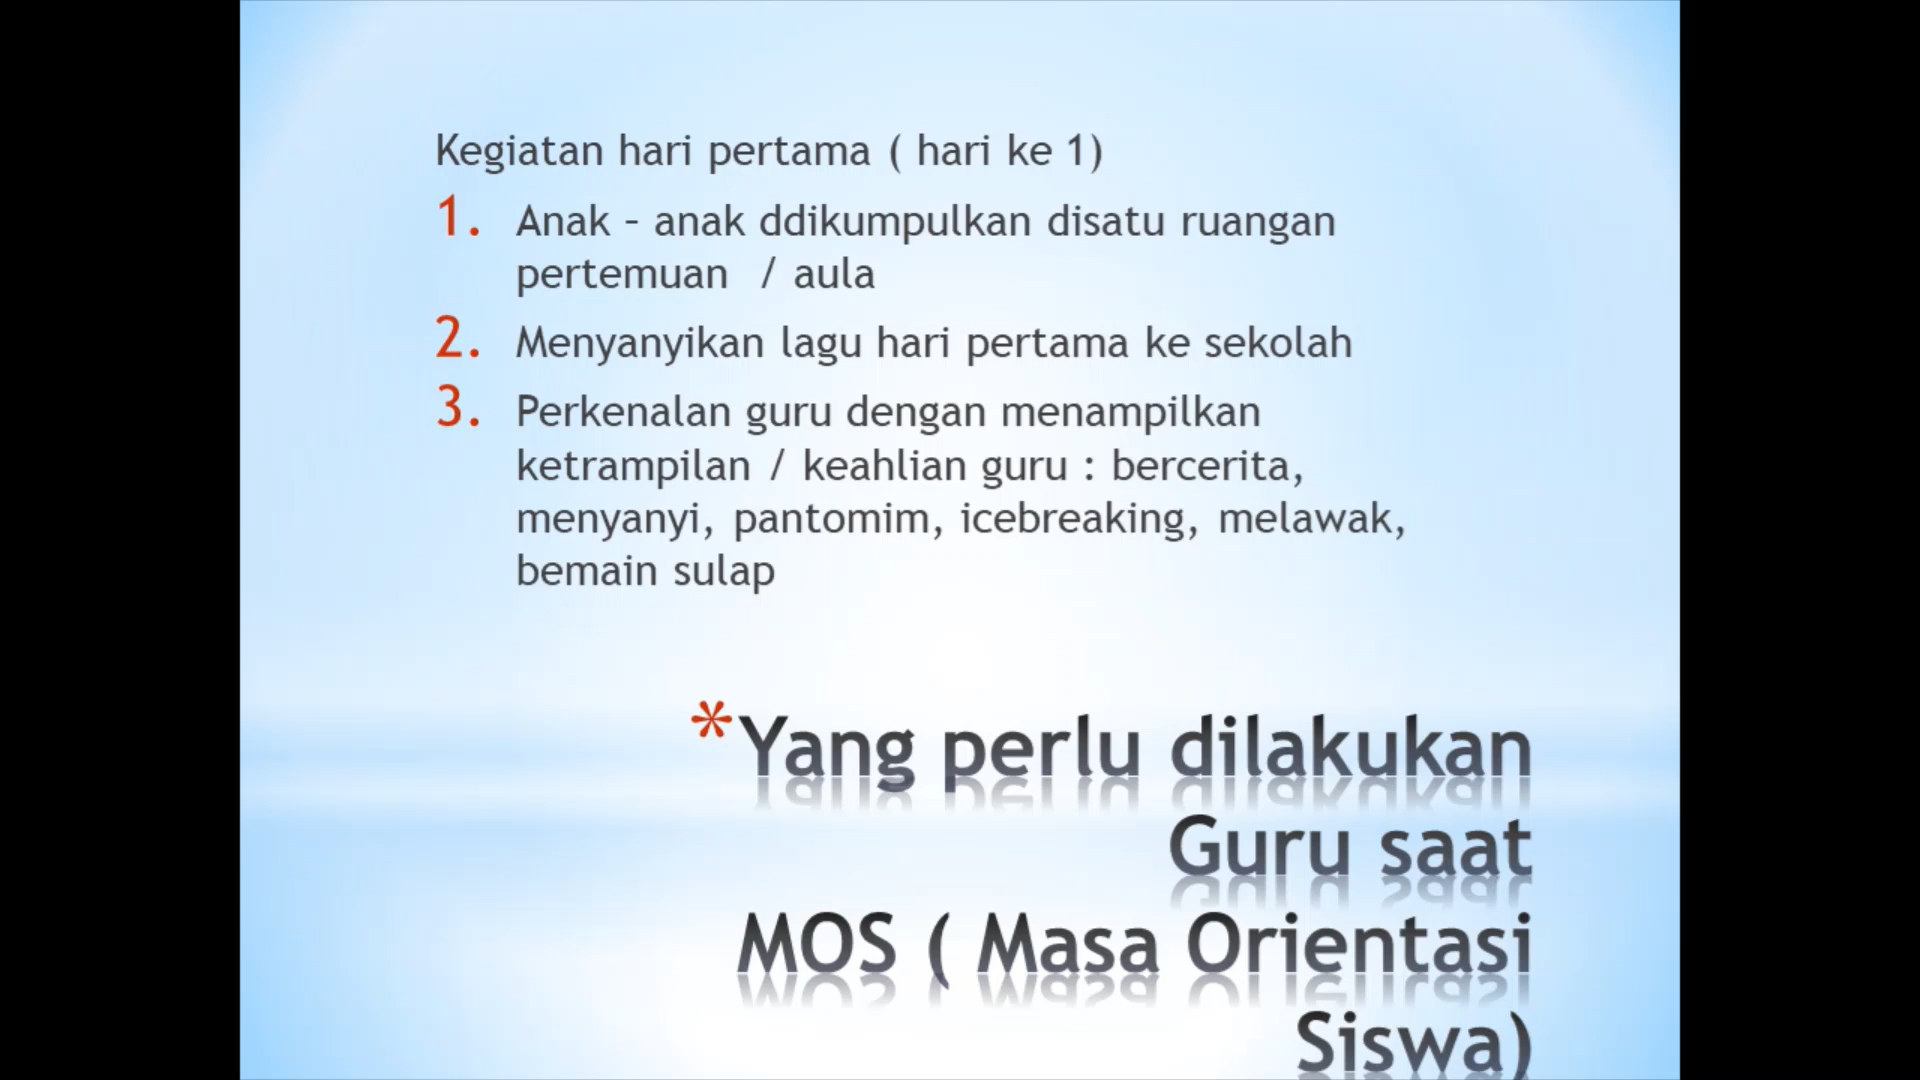 Kegiatan hari pertama ( hari ke 1)
1. Anak – anak ddikumpulkan disatu ruangan
pertemuan / aula
2. Menyanyikan lagu hari pertama ke sekolah
3. Perkenalan guru dengan menampilkan
ketrampilan / keahlian guru : bercerita,
menyanyi, pantomim, icebreaking, melawak,
bemain sulap
*Yang perlu dilakukan
Guru saat
MOS ( Masa Orientasi
Siswa)